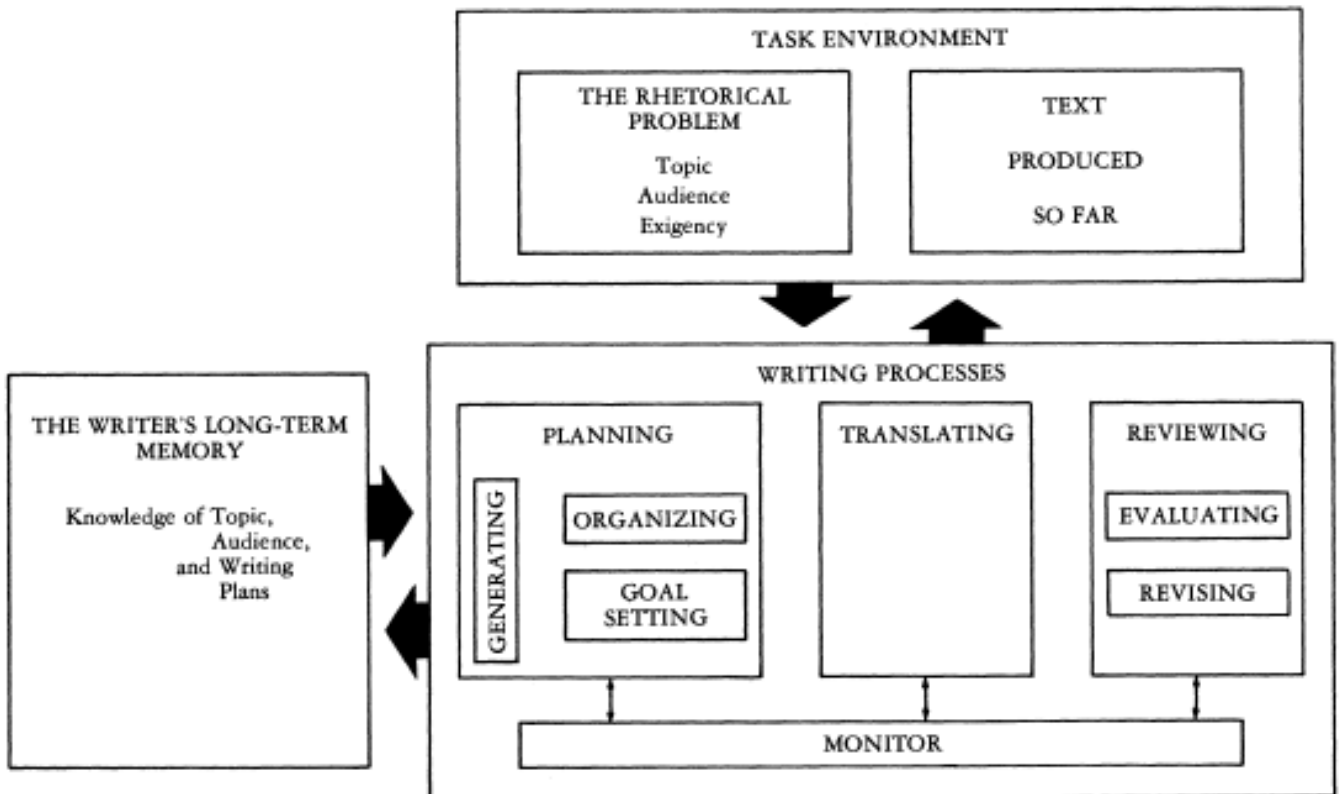 TASK ENVIRONMENT
THE RHETORICAL
PROBLEM
Topic
Audience
Exigency
TEXT
PRODUCED
SO FAR
THE WRITER'S LONG-TERM
MEMORY
Knowledge of Topic,
Audience,
and Writing
Plans
WRITING PROCESSES
PLANNING
GENERATING
ORGANIZING
GOAL
SETTING
TRANSLATING
REVIEWING
EVALUATING
REVISING
MONITOR